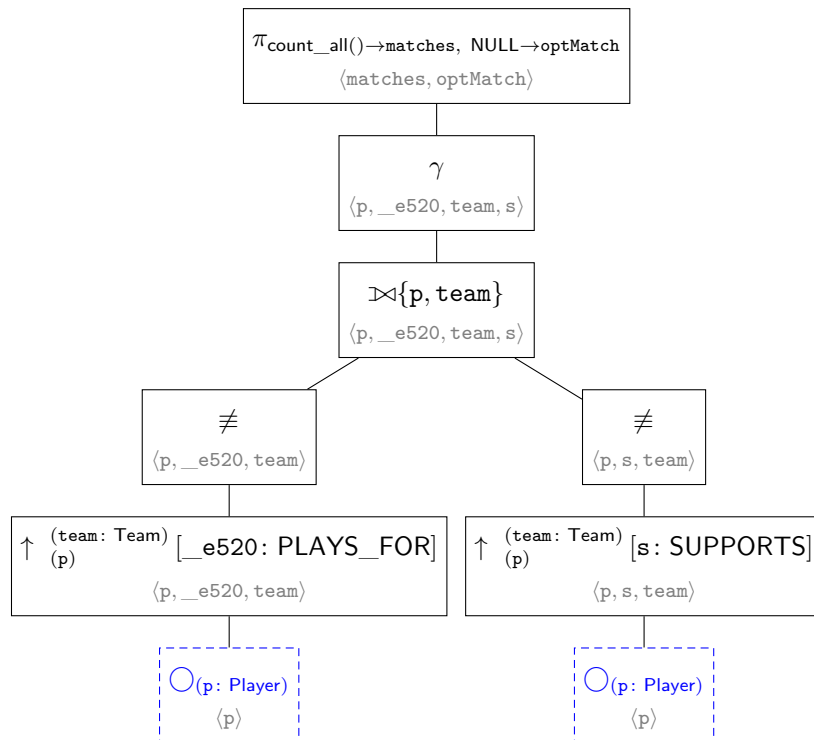 π count_all()→matches, NULL→optMatch
⟨matches, optMatch⟩
γ
⟨p, __e520, team, s⟩
⟕{p, team}
⟨p, __e520, team, s⟩
≢
⟨p, __e520, team⟩
≢
⟨p, s, team⟩
↑ (team: Team) (p) [__e520: PLAYS_FOR]
⟨p, __e520, team⟩
↑ (team: Team) (p) [s: SUPPORTS]
⟨p, s, team⟩
○(p: Player)
⟨p⟩
○(p: Player)
⟨p⟩